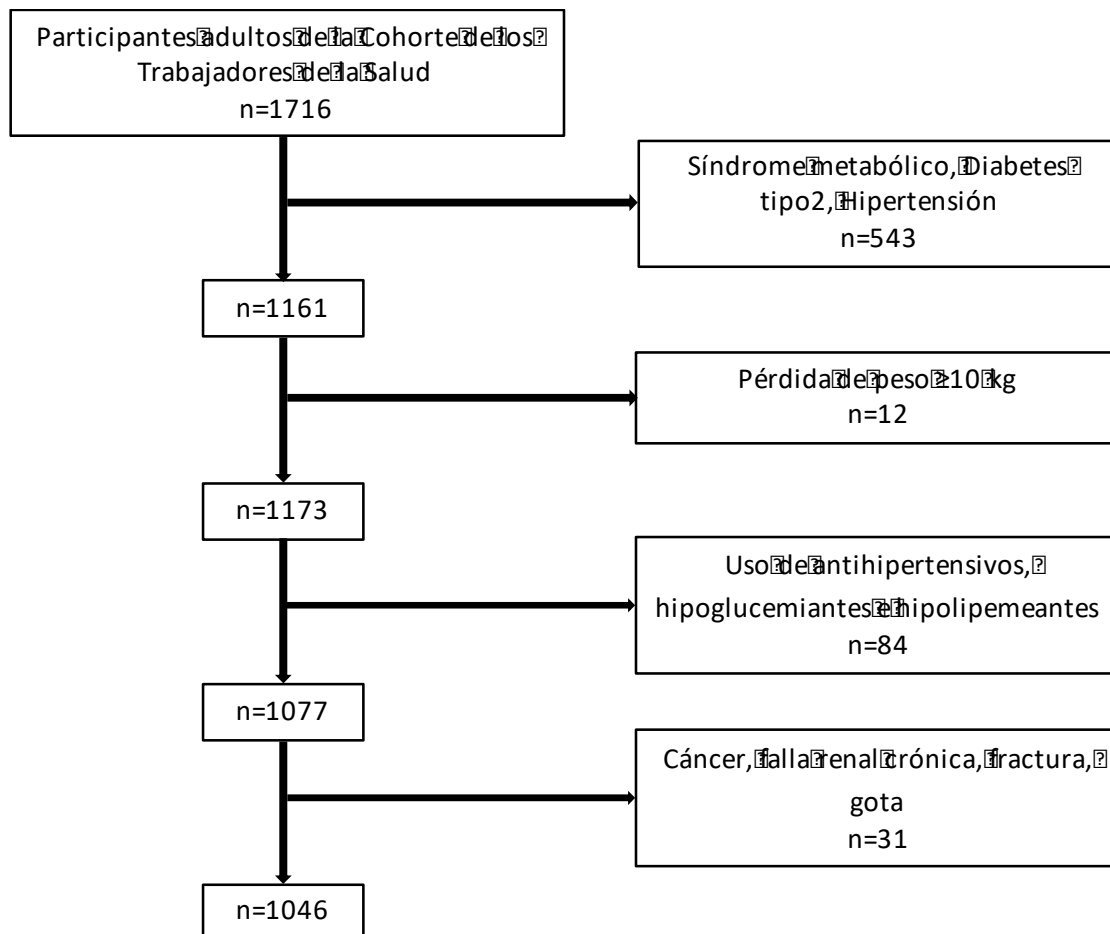 Participantes adultos de la Cohorte de los
Trabajadores de la Salud
n=1716
Síndrome metabólico, Diabetes
tipo2, Hipertensión
n=543
n=1161
Pérdida de peso ≥10 kg
n=12
n=1173
Uso de antihipertensivos,
hipoglucemiantes e hipolipemeantes
n=84
n=1077
Cáncer, falla renal crónica, fractura,
gota
n=31
n=1046